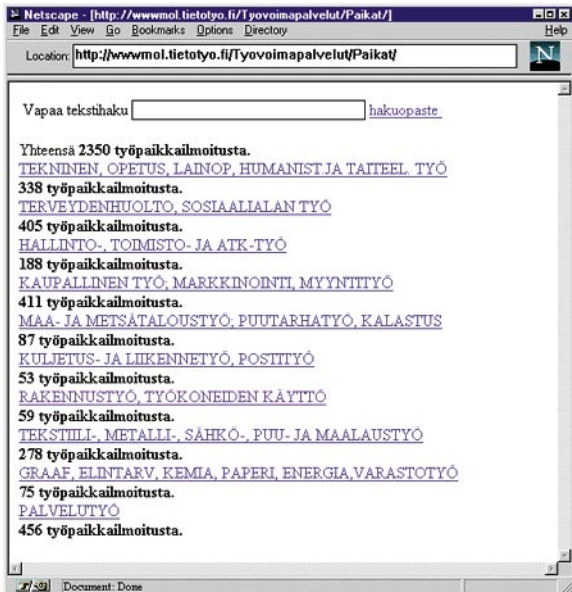 Netscape - [http://wwwmol.tietotyo.fi/Tyovoimapalvelut/Paikat/]
File Edit View Go Bookmarks Options Directory Help
Location: http://wwwmol.tietotyo.fi/Tyovoimapalvelut/Paikat/
N
Vapaa tekstihaku hakuopaste
Yhteensä 2350 työpaikkailmoitusta.
TEKNINEN, OPETUS, LAINOP, HUMANIST.JA TAITEEL. TYÖ
338 työpaikkailmoitusta.
TERVEYDENHUOLTO, SOSIAALIALAN TYÖ
405 työpaikkailmoitusta.
HALLINTO-, TOIMISTO- JA ATK-TYÖ
188 työpaikkailmoitusta.
KAUPALLINEN TYÖ; MARKKINOINTI, MYYNTITYÖ
411 työpaikkailmoitusta.
MAA- JA METSÄTALOUSTYÖ; PUUTARHATYÖ, KALASTUS
87 työpaikkailmoitusta.
KULJETUS- JA LIIKENNETYÖ, POSTITYÖ
53 työpaikkailmoitusta.
RAKENNUSTYÖ, TYÖKONEIDEN KÄYTTÖ
59 työpaikkailmoitusta.
TEKSTIILI-, METALLI-, SÄHKÖ-, PUU- JA MAALAUSTYÖ
278 työpaikkailmoitusta.
GRAAF, ELINTARV, KEMIA, PAPERI, ENERGIA,VARASTOTYÖ
75 työpaikkailmoitusta.
PALVELUTYÖ
456 työpaikkailmoitusta.
Document: Done